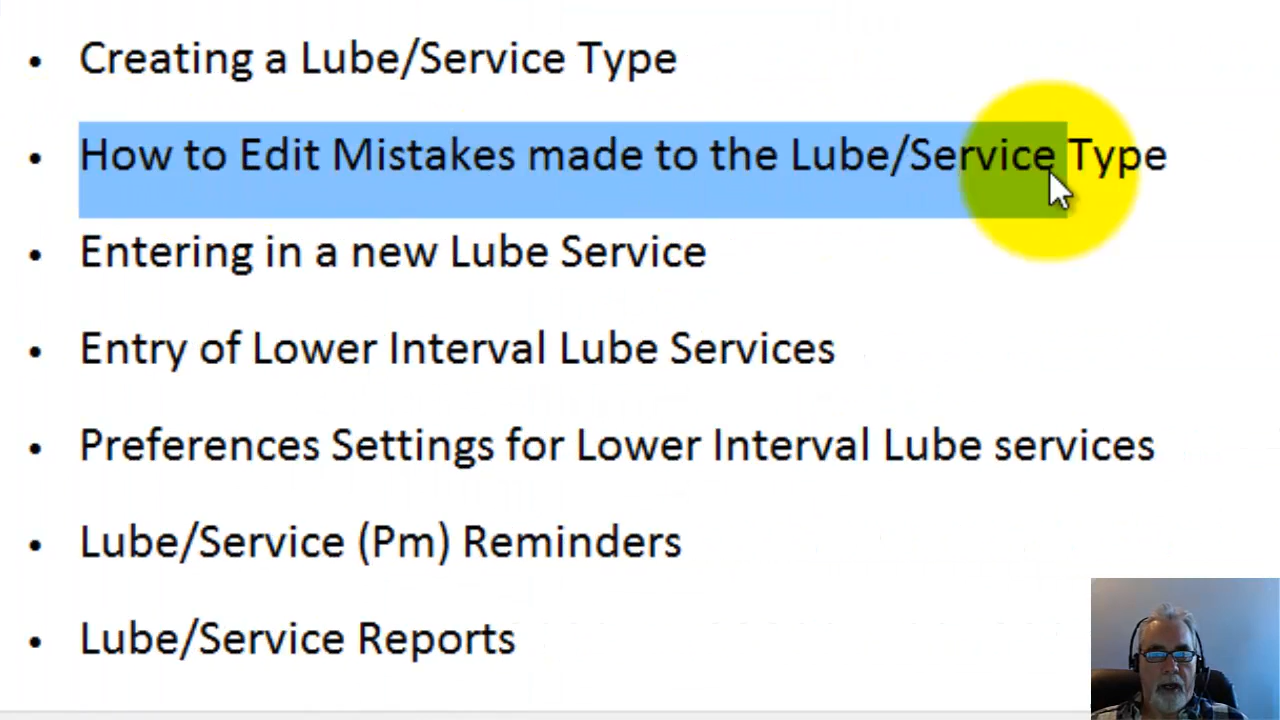 • Creating a Lube/Service Type
• How to Edit Mistakes made to the Lube/Service Type
• Entering in a new Lube Service
• Entry of Lower Interval Lube Services
• Preferences Settings for Lower Interval Lube services
• Lube/Service (Pm) Reminders
• Lube/Service Reports